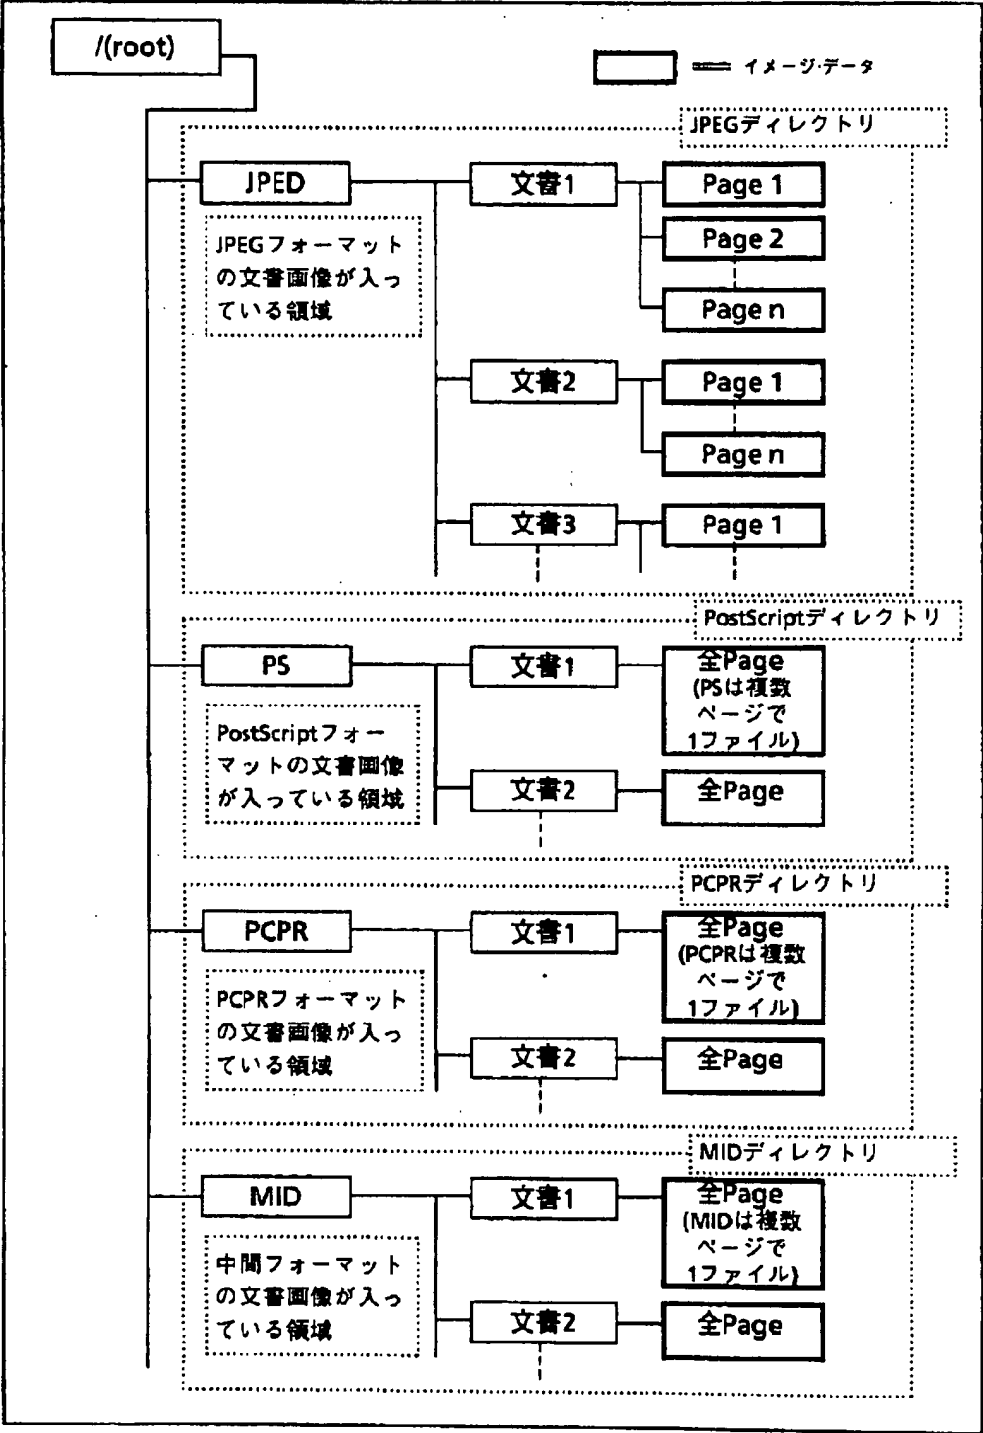 /(root)
イメージ・データ
JPEGディレクトリ
JPED
文書1
Page 1
JPEGフォーマット
の文書画像が入っ
ている領域
Page 2
Page n
文書2
Page 1
Page n
文書3
Page 1
PostScriptディレクトリ
PS
文書1
全Page
(PSは複数
ページで
1ファイル)
PostScriptフォー
マットの文書画像
が入っている領域
文書2
全Page
PCPRディレクトリ
PCPR
文書1
全Page
(PCPRは複数
ページで
1ファイル)
PCPRフォーマット
の文書画像が入っ
ている領域
文書2
全Page
MIDディレクトリ
MID
文書1
全Page
(MIDは複数
ページで
1ファイル)
中間フォーマット
の文書画像が入っ
ている領域
文書2
全Page